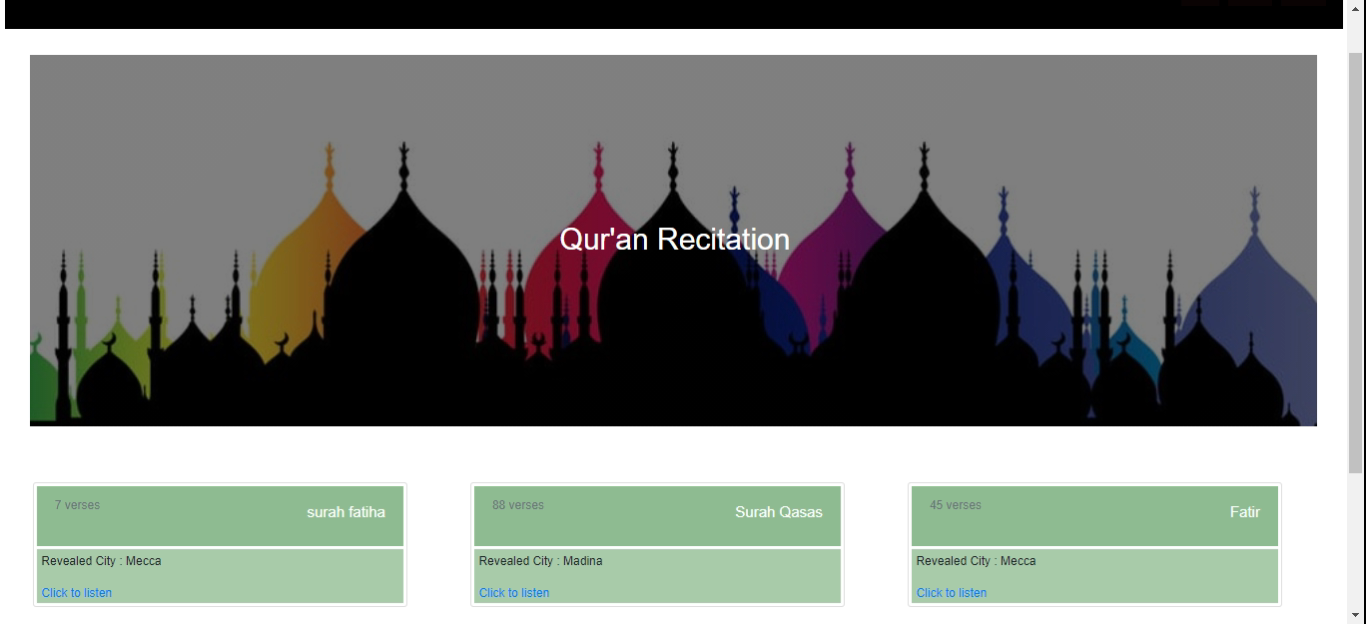 Qur'an Recitation
7 verses
surah fatiha
Revealed City : Mecca
Click to listen
88 verses
Surah Qasas
Revealed City : Madina
Click to listen
45 verses
Fatir
Revealed City : Mecca
Click to listen